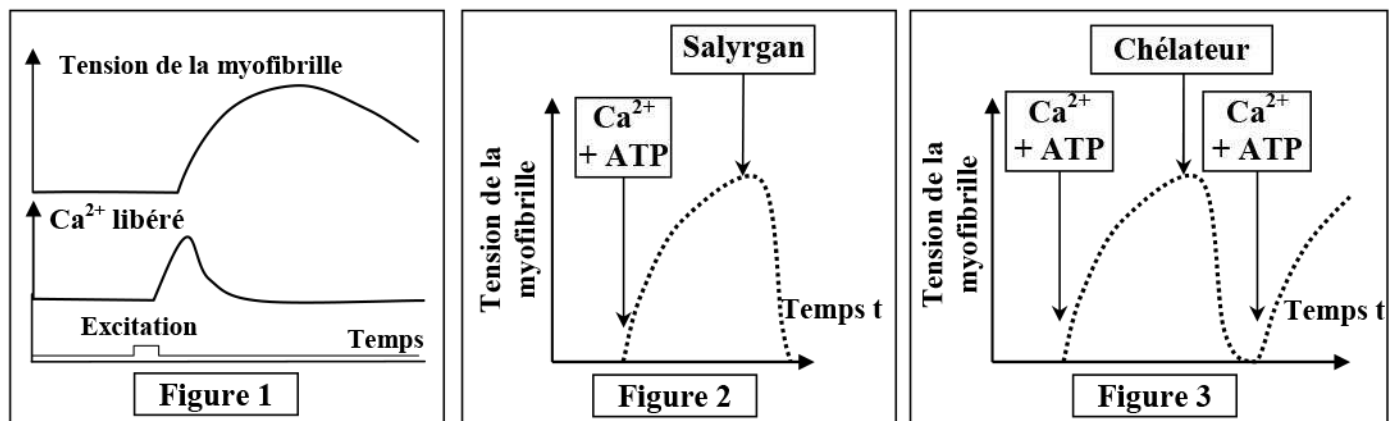 Tension de la myofibrille
Ca²⁺ libéré
Excitation
Temps
Figure 1
Salyrgan
Ca²⁺
+ ATP
Tension de la
myofibrille
Temps t
Figure 2
Chélateur
Ca²⁺
+ ATP
Ca²⁺
+ ATP
Tension de la
myofibrille
Temps t
Figure 3